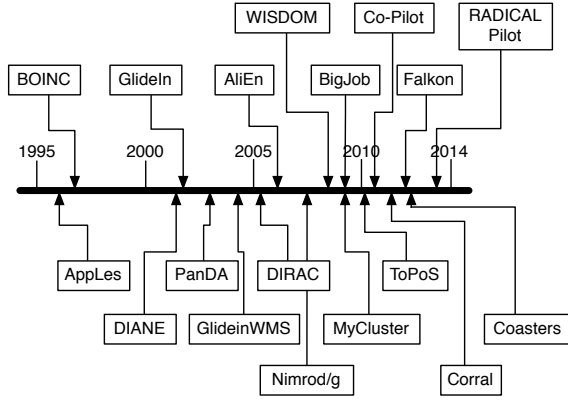 WISDOM
Co-Pilot
RADICAL
Pilot
BOINC
GlideIn
AliEn
BigJob
Falkon
1995
2000
2005
2010
2014
AppLes
PanDA
DIRAC
ToPoS
DIANE
GlideinWMS
MyCluster
Coasters
Nimrod/g
Corral